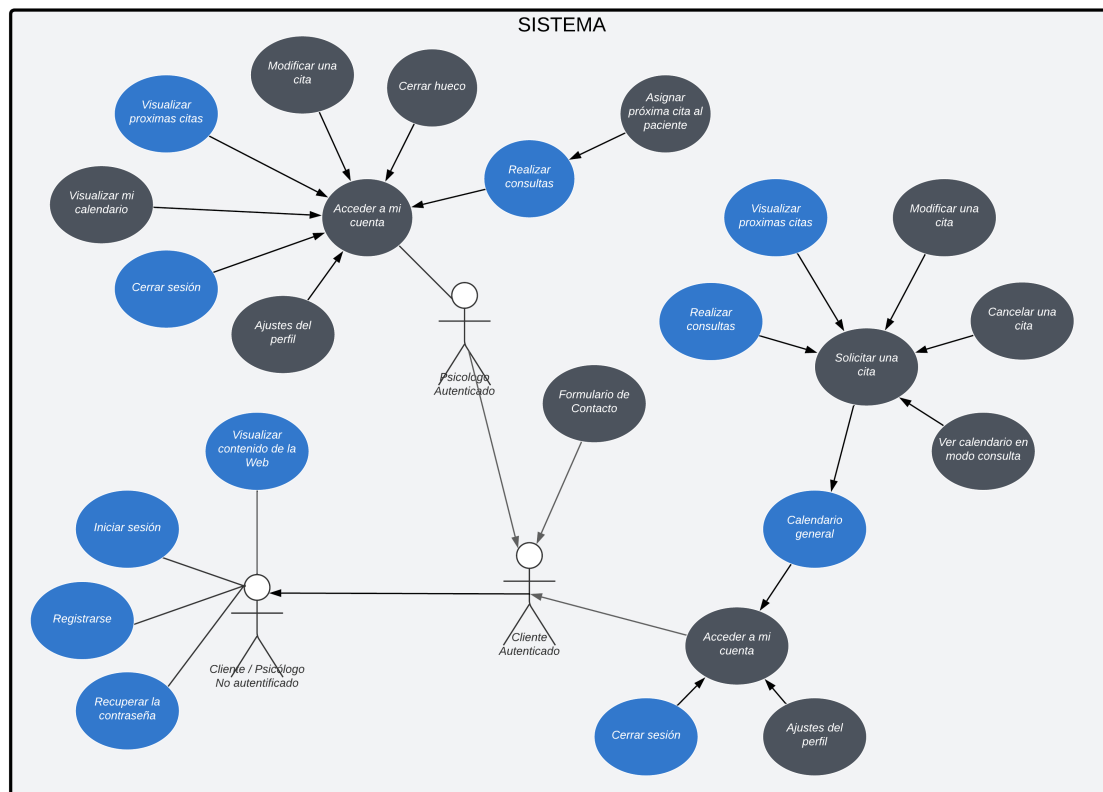 SISTEMA
Modificar una
cita
Cerrar hueco
Visualizar
proximas citas
Asignar
próxima cita al
paciente
Realizar
consultas
Visualizar mi
calendario
Acceder a mi
cuenta
Cerrar sesión
Ajustes del
perfil
Psicologo
Autenticado
Visualizar
proximas citas
Modificar una
cita
Realizar
consultas
Cancelar una
cita
Solicitar una
cita
Ver calendario en
modo consulta
Formulario de
Contacto
Visualizar
contenido de la
Web
Iniciar sesión
Registrarse
Recuperar la
contraseña
Cliente / Psicólogo
No autentificado
Cliente
Autenticado
Calendario
general
Acceder a mi
cuenta
Cerrar sesión
Ajustes del
perfil